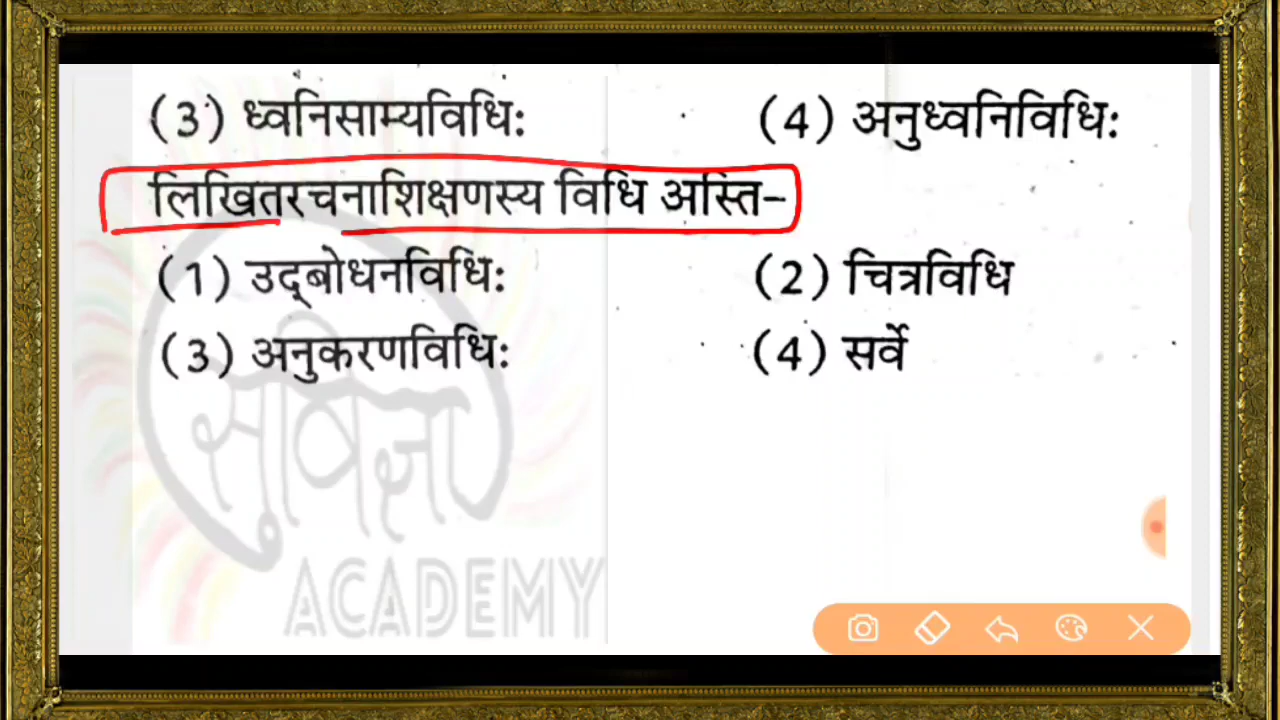 (3) ध्वनिसाम्यविधिः (4) अनुध्वनिविधिः
लिखितरचनाशिक्षणस्य विधि अस्ति-
(1) उद्‌बोधनविधिः (2) चित्रविधि
(3) अनुकरणविधिः (4) सर्वे
ACADEMY